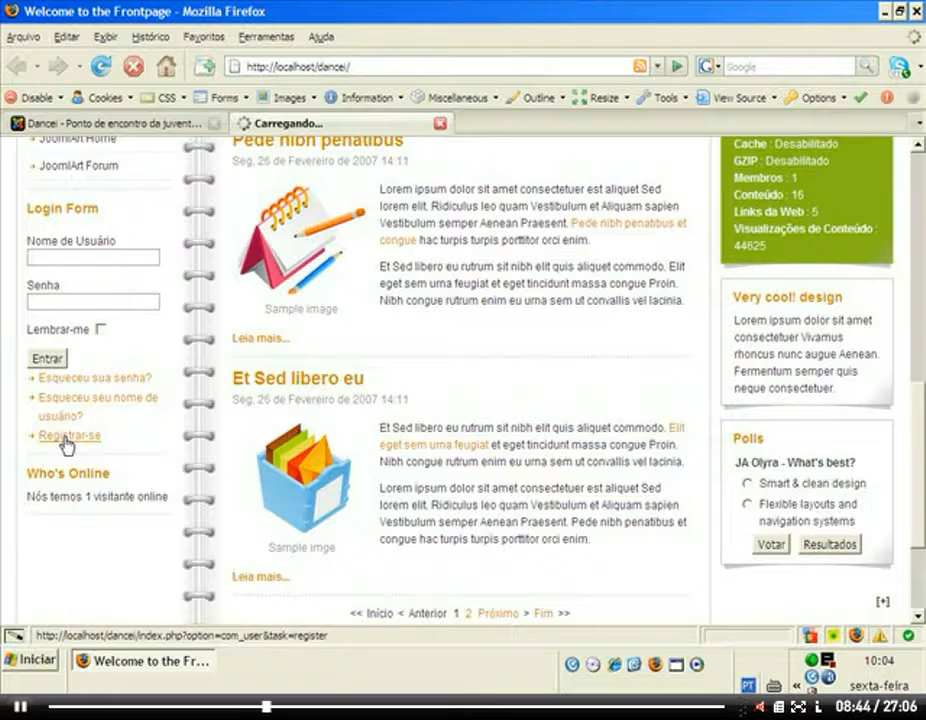 Welcome to the Frontpage - Mozilla Firefox
Arquivo Editar Exibir Histórico Favoritos Ferramentas Ajuda
http://localhost/dancei/
Google
Disable Cookies CSS Forms Images Information Miscellaneous Outline Resize Tools View Source Options
Dancei - Ponto de encontro da juvent...
Carregando...
JoomlArt Home
JoomlArt Forum
Login Form
Nome de Usuário
Senha
Lembrar-me
Entrar
Esqueceu sua senha?
Esqueceu seu nome de
usuário?
Registrar-se
Who's Online
Nós temos 1 visitante online
Pede nibh penatibus
Seg, 26 de Fevereiro de 2007 14:11
Lorem ipsum dolor sit amet consectetuer est aliquet Sed
lorem elit. Ridiculus leo quam Vestibulum et Aliquam sapien
Vestibulum semper Aenean Praesent. Pede nibh penatibus et
congue hac turpis turpis porttitor orci enim.
Et Sed libero eu rutrum sit nibh elit quis aliquet commodo. Elit
eget sem urna feugiat et eget tincidunt massa congue Proin.
Nibh congue rutrum enim eu urna sem ut convallis vel lacinia.
Sample image
Leia mais...
Et Sed libero eu
Seg, 26 de Fevereiro de 2007 14:11
Et Sed libero eu rutrum sit nibh elit quis aliquet commodo. Elit
eget sem urna feugiat et eget tincidunt massa congue Proin.
Nibh congue rutrum enim eu urna sem ut convallis vel lacinia.
Lorem ipsum dolor sit amet consectetuer est aliquet Sed
lorem elit. Ridiculus leo quam Vestibulum et Aliquam sapien
Vestibulum semper Aenean Praesent. Pede nibh penatibus et
congue hac turpis turpis porttitor orci enim.
Sample imge
Leia mais...
<< Início < Anterior 1 2 Próximo > Fim >>
Cache : Desabilitado
GZIP : Desabilitado
Membros : 1
Conteúdo : 16
Links da Web : 5
Visualizações de Conteúdo :
44625
Very cool! design
Lorem ipsum dolor sit amet
consectetuer Vivamus
rhoncus nunc augue Aenean.
Fermentum semper quis
neque consectetuer.
Polls
JA Olyra - What's best?
Smart & clean design
Flexible layouts and
navigation systems
Votar Resultados
[+]
http://localhost/dancei/index.php?option=com_user&task=register
Iniciar
Welcome to the Fr...
PT
«
10:04
sexta-feira
08:44 / 27:06